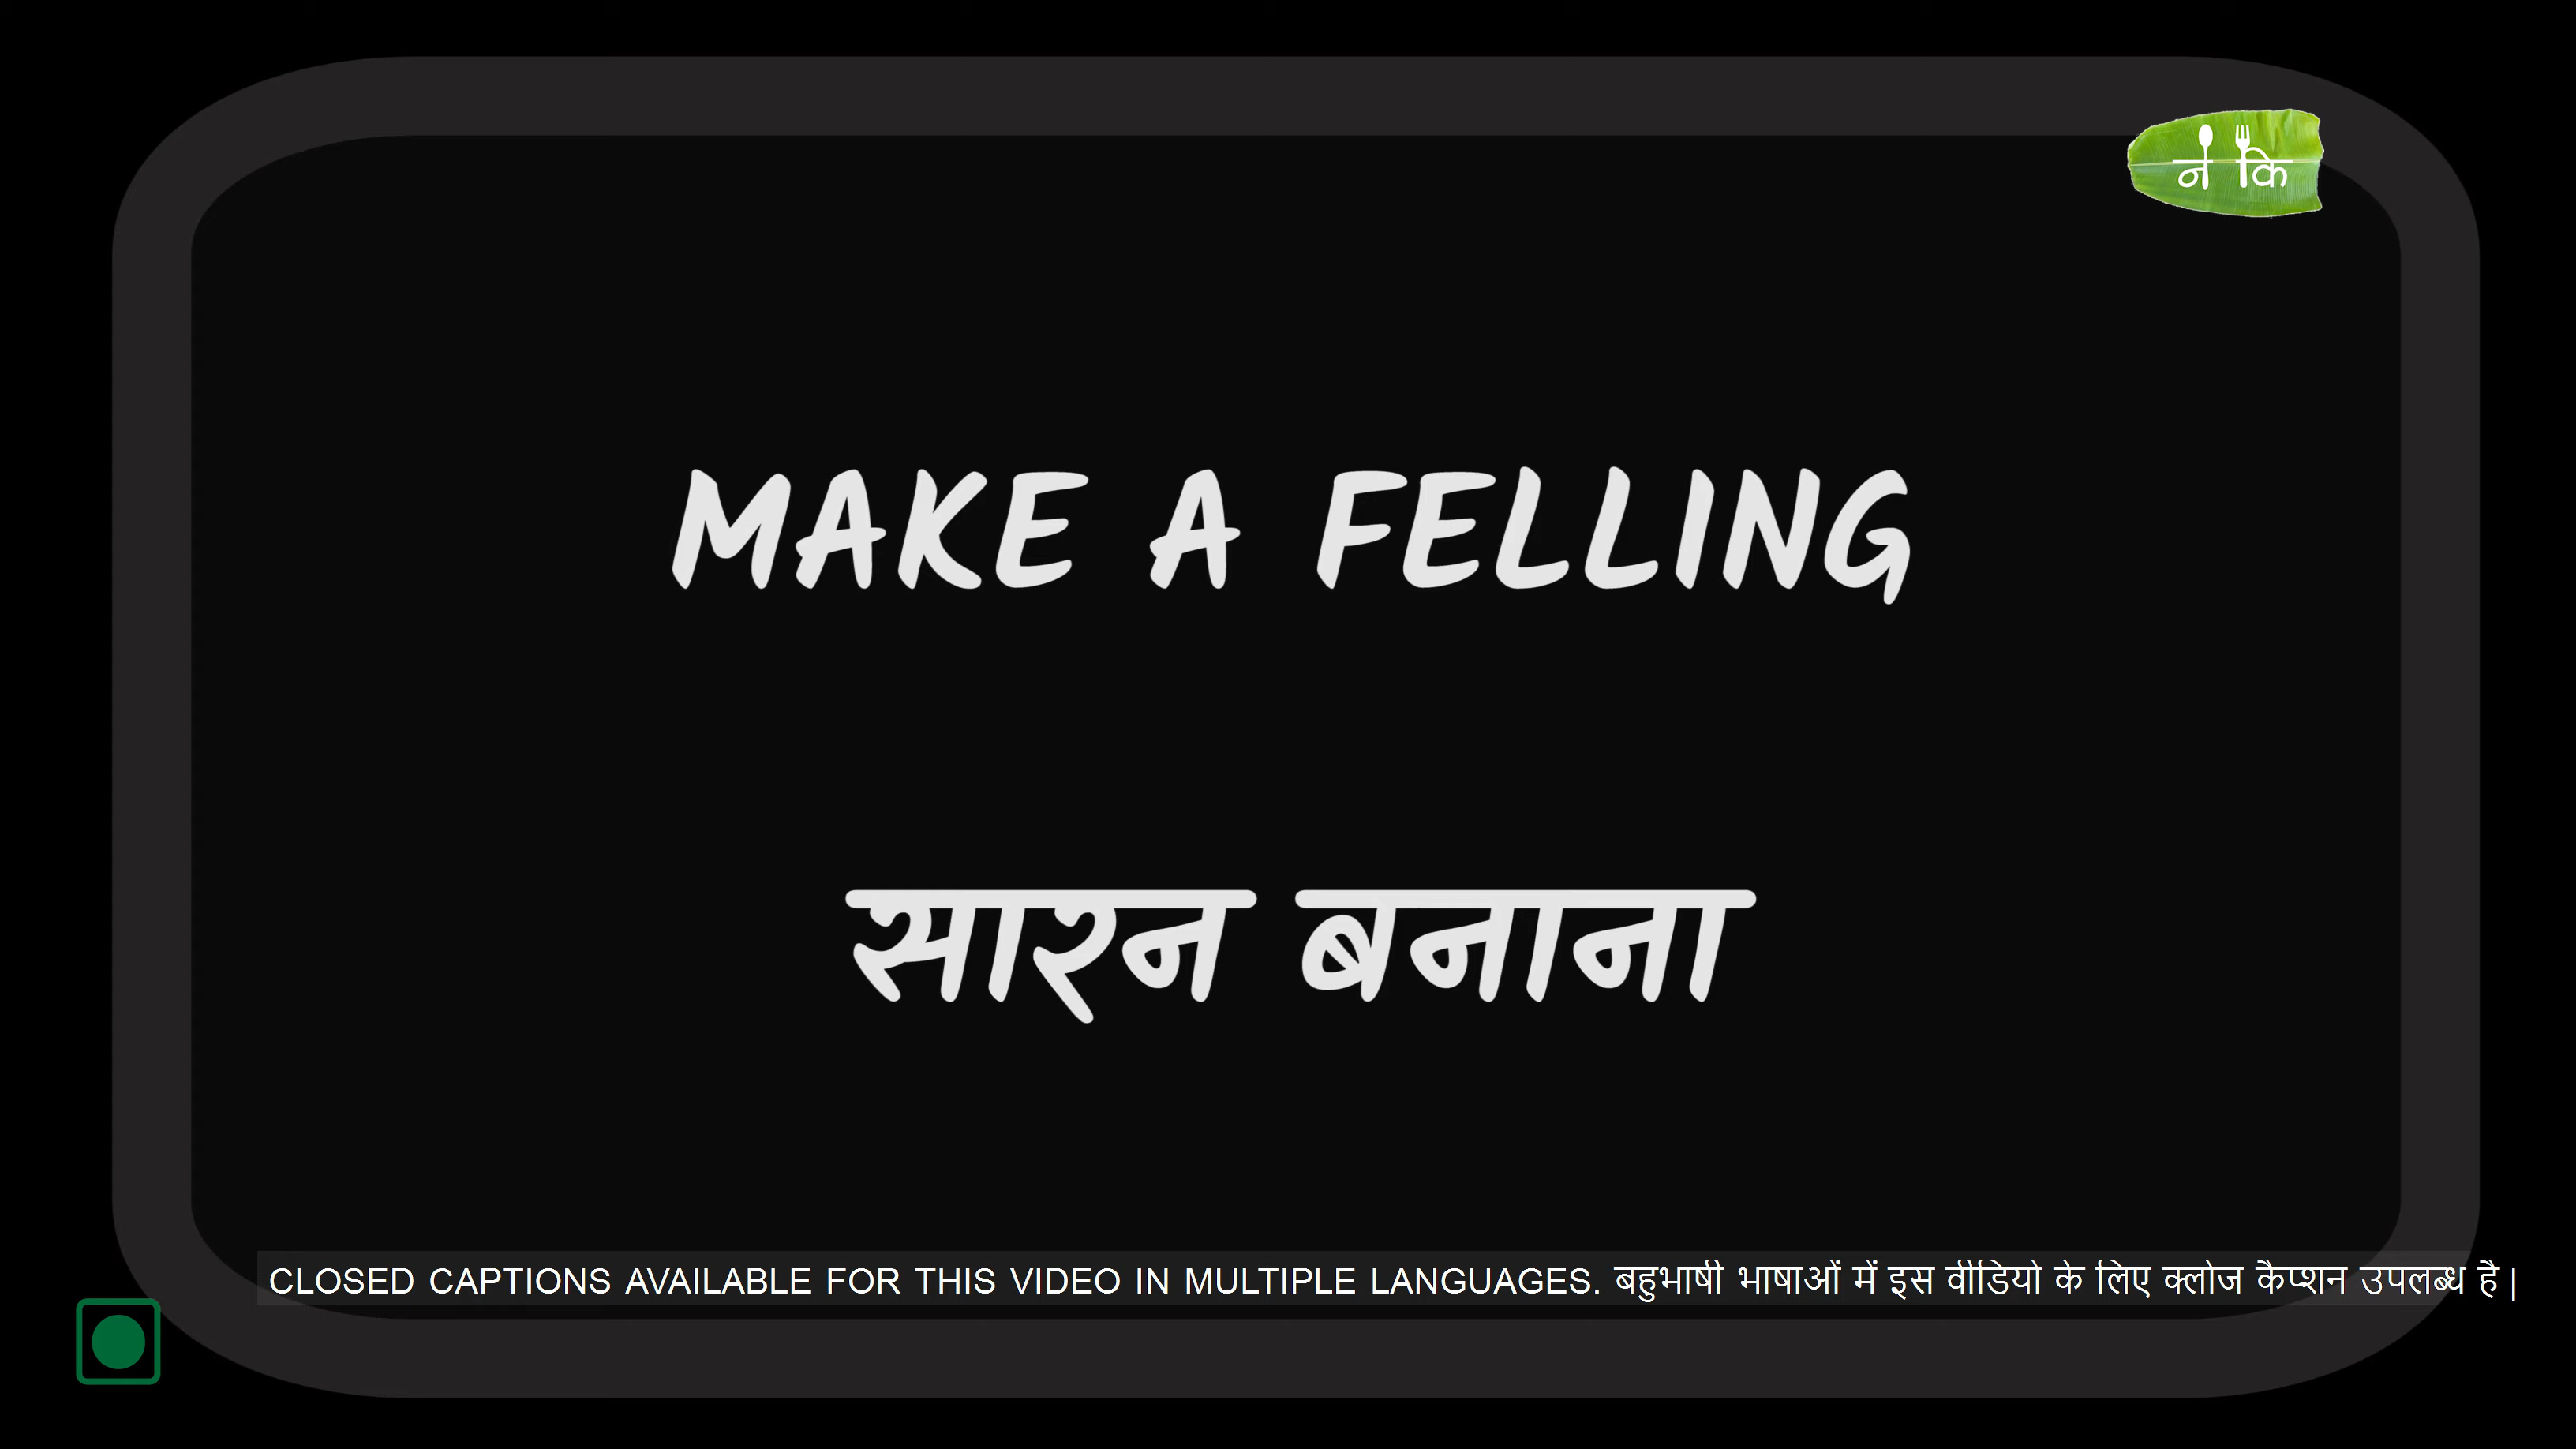 न कि
MAKE A FELLING
सारन बनाना
CLOSED CAPTIONS AVAILABLE FOR THIS VIDEO IN MULTIPLE LANGUAGES. बहुभाषी भाषाओं में इस वीडियो के लिए क्लोज कैप्शन उपलब्ध है |